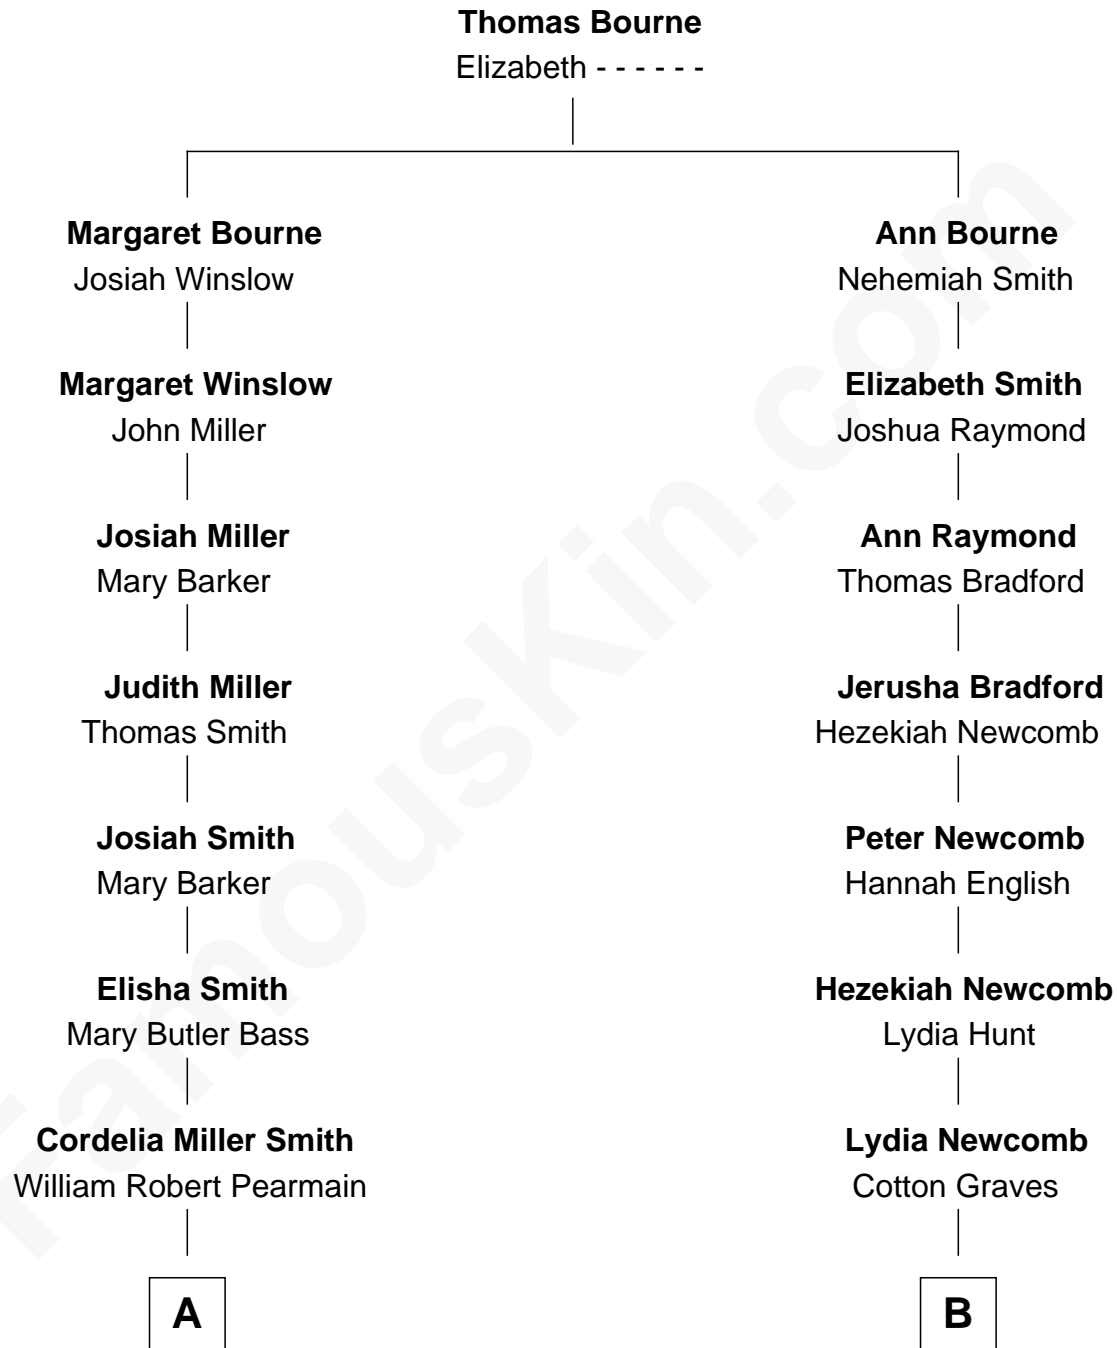 Thomas Bourne
Elizabeth - - - - - -
Margaret Bourne
Josiah Winslow
Ann Bourne
Nehemiah Smith
Margaret Winslow
John Miller
Elizabeth Smith
Joshua Raymond
Josiah Miller
Mary Barker
Ann Raymond
Thomas Bradford
Judith Miller
Thomas Smith
Jerusha Bradford
Hezekiah Newcomb
Josiah Smith
Mary Barker
Peter Newcomb
Hannah English
Elisha Smith
Mary Butler Bass
Hezekiah Newcomb
Lydia Hunt
Cordelia Miller Smith
William Robert Pearmain
Lydia Newcomb
Cotton Graves
A
B
FamousKin.com